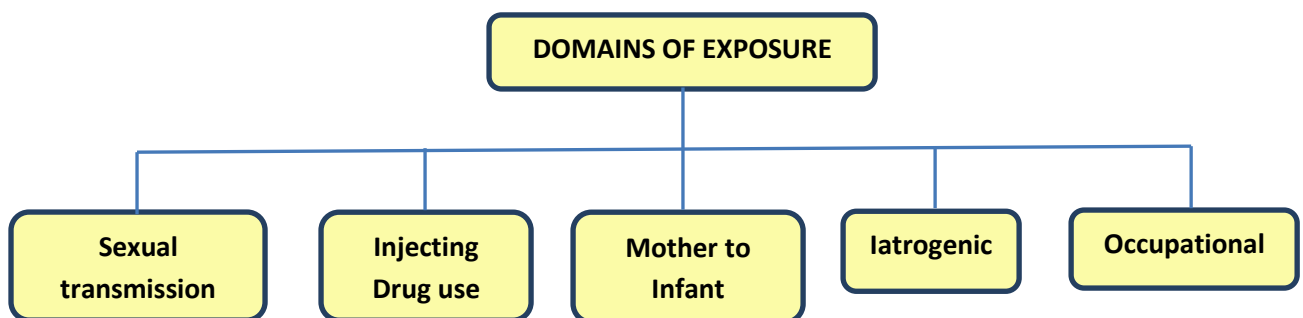 DOMAINS OF EXPOSURE
Sexual
transmission
Injecting
Drug use
Mother to
Infant
Iatrogenic
Occupational